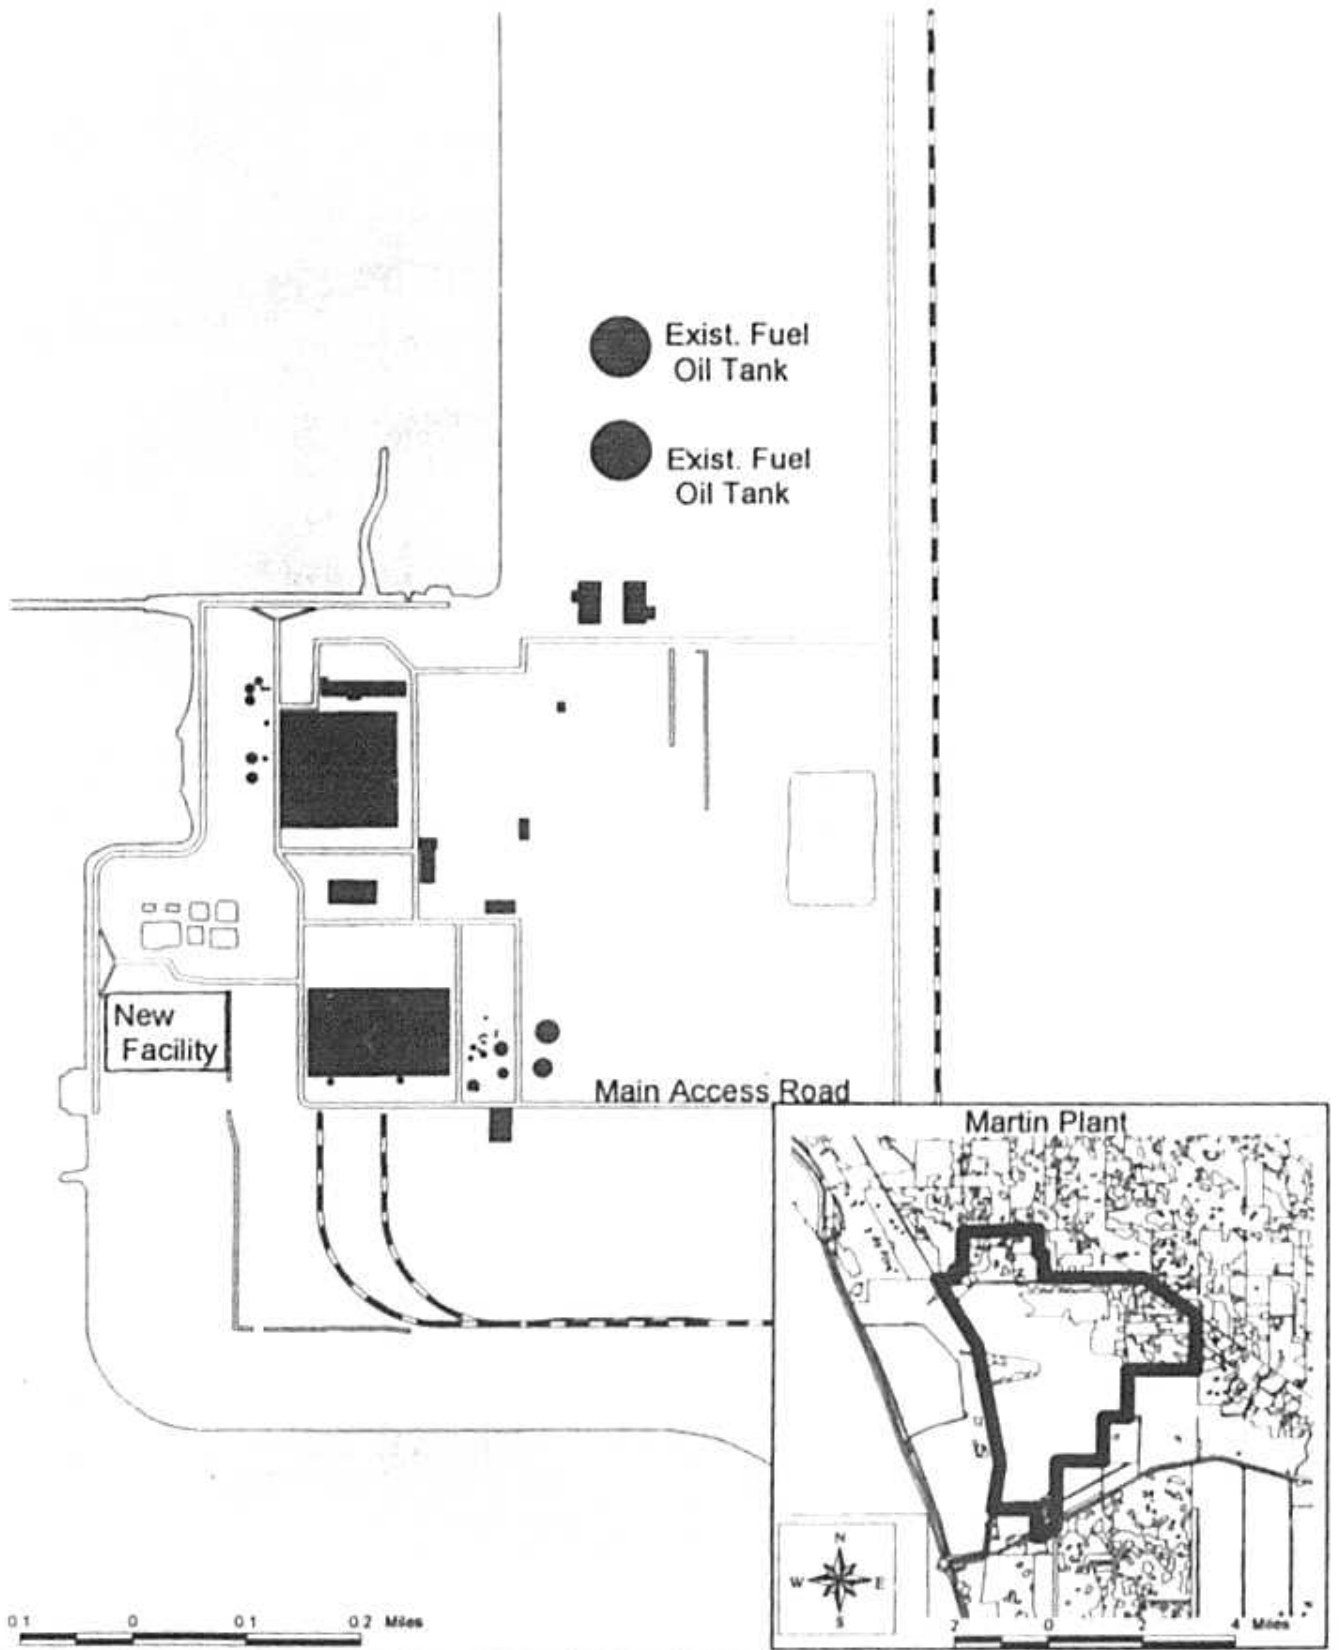 Exist. Fuel
Oil Tank
Exist. Fuel
Oil Tank
New
Facility
Main Access Road
Martin Plant
N
W E
S
0.1 0 0.1 0.2 Miles
2 0 2 4 Miles